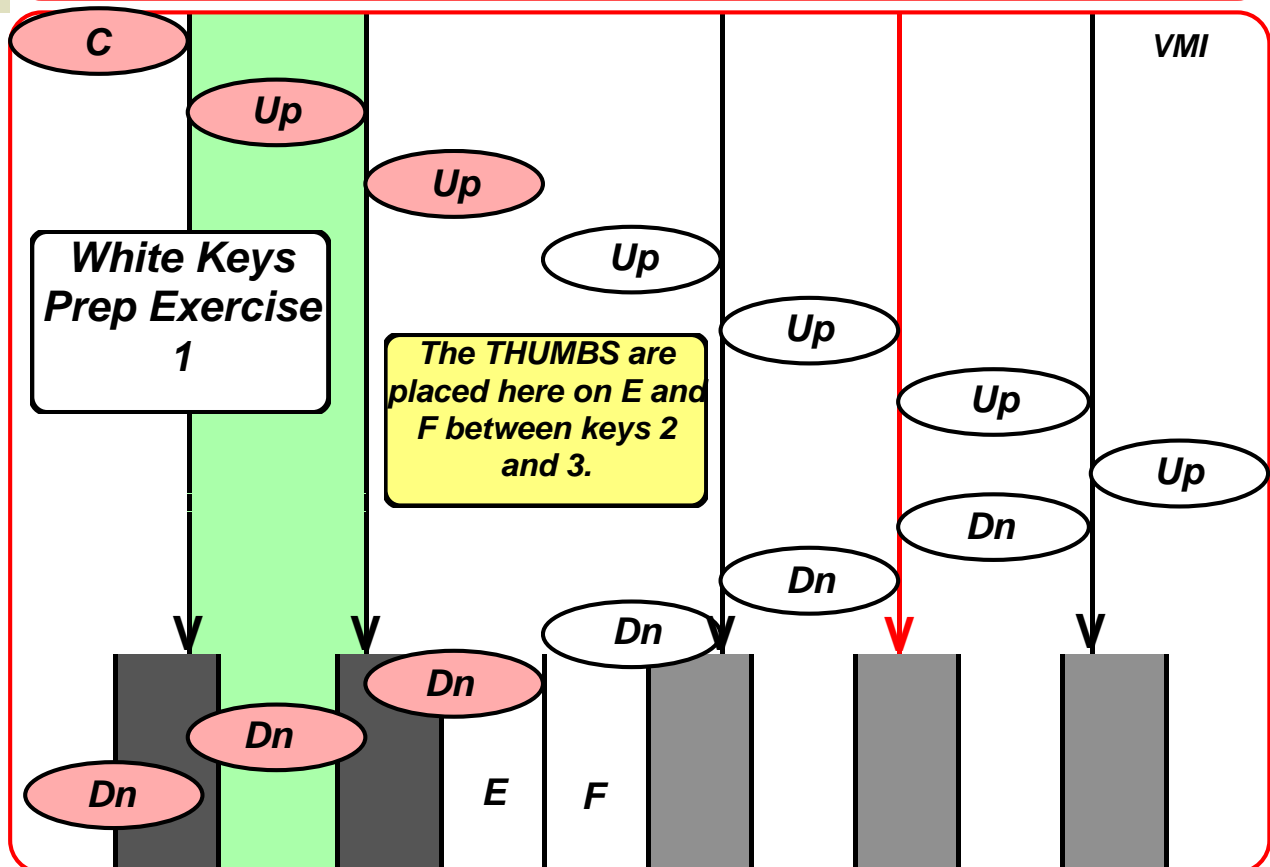 C
VMI
Up
Up
Up
White Keys
Prep Exercise
1
Up
The THUMBS are
placed here on E and
F between keys 2
and 3.
Up
Up
Dn
Dn
Dn
Dn
Dn
Dn
E
F